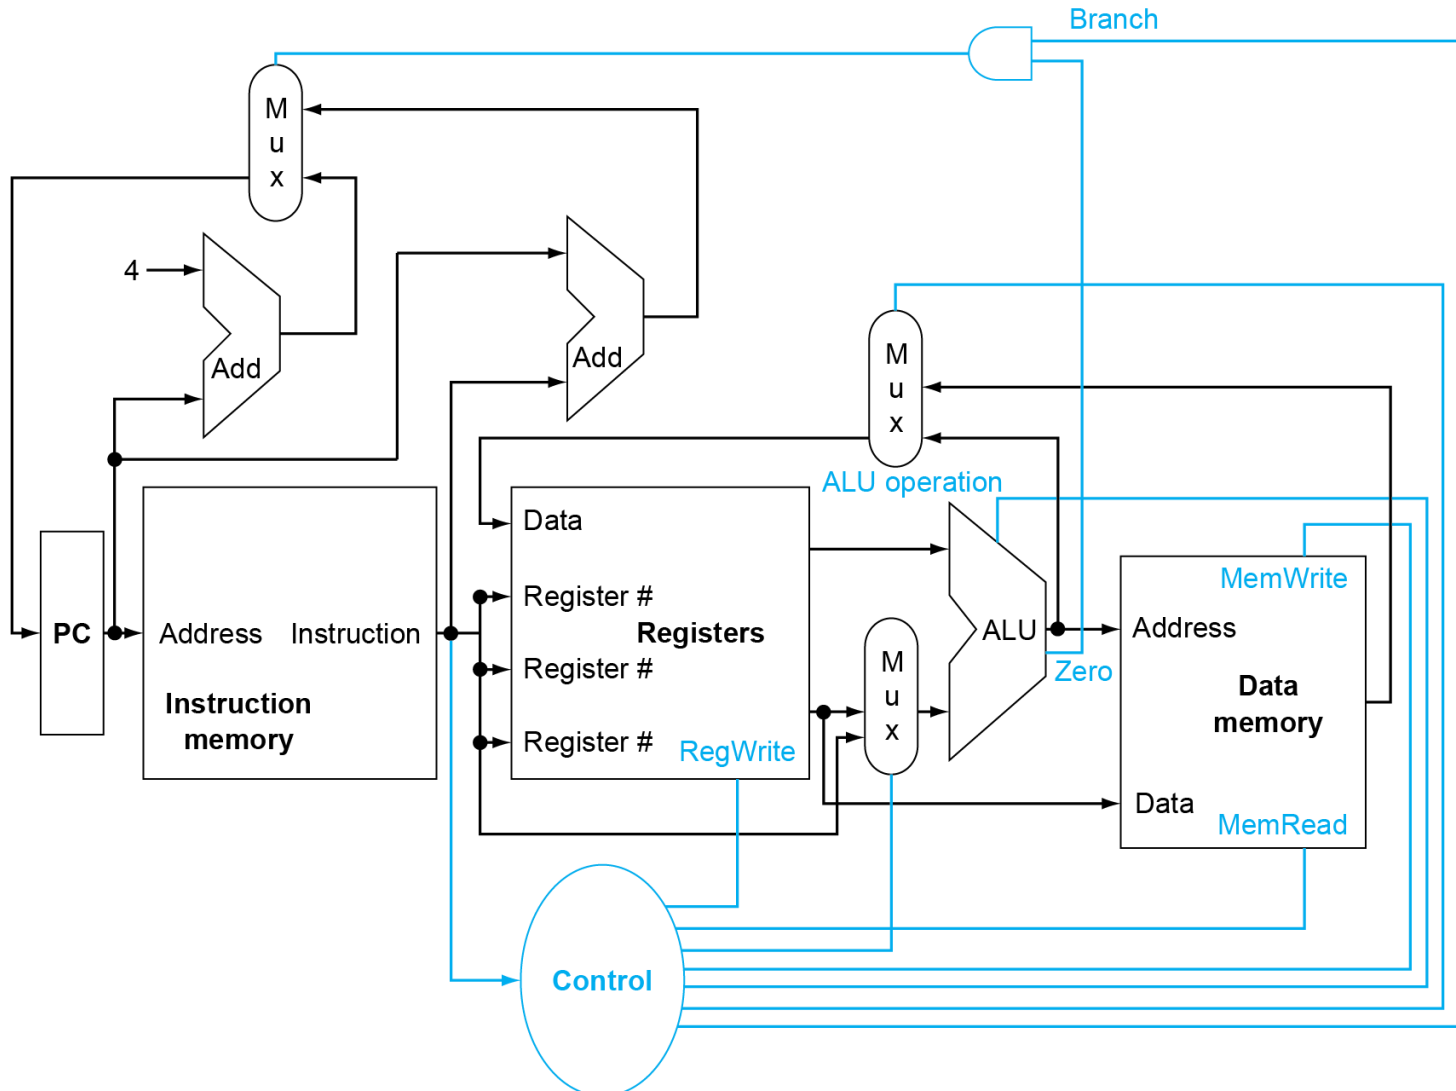 Branch
M
u
x
4
Add
Add
M
u
x
ALU operation
Data
Register #
Registers
Register #
Register #
RegWrite
PC
Address
Instruction
Instruction
memory
M
u
x
ALU
Zero
MemWrite
Address
Data
memory
Data
MemRead
Control